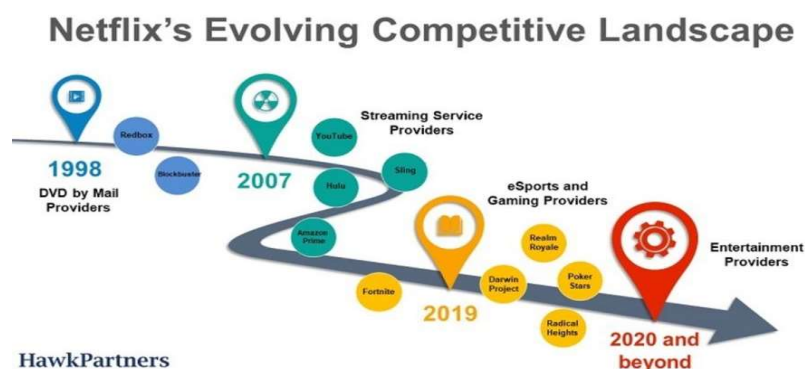 Netflix's Evolving Competitive Landscape
1998
DVD by Mail
Providers
Redbox
Blockbuster
2007
YouTube
Streaming Service
Providers
Sling
Hulu
Amazon
Prime
eSports and
Gaming Providers
Fortnite
2019
Darwin
Project
Realm
Royale
Poker
Stars
Radical
Heights
Entertainment
Providers
2020 and
beyond
HawkPartners